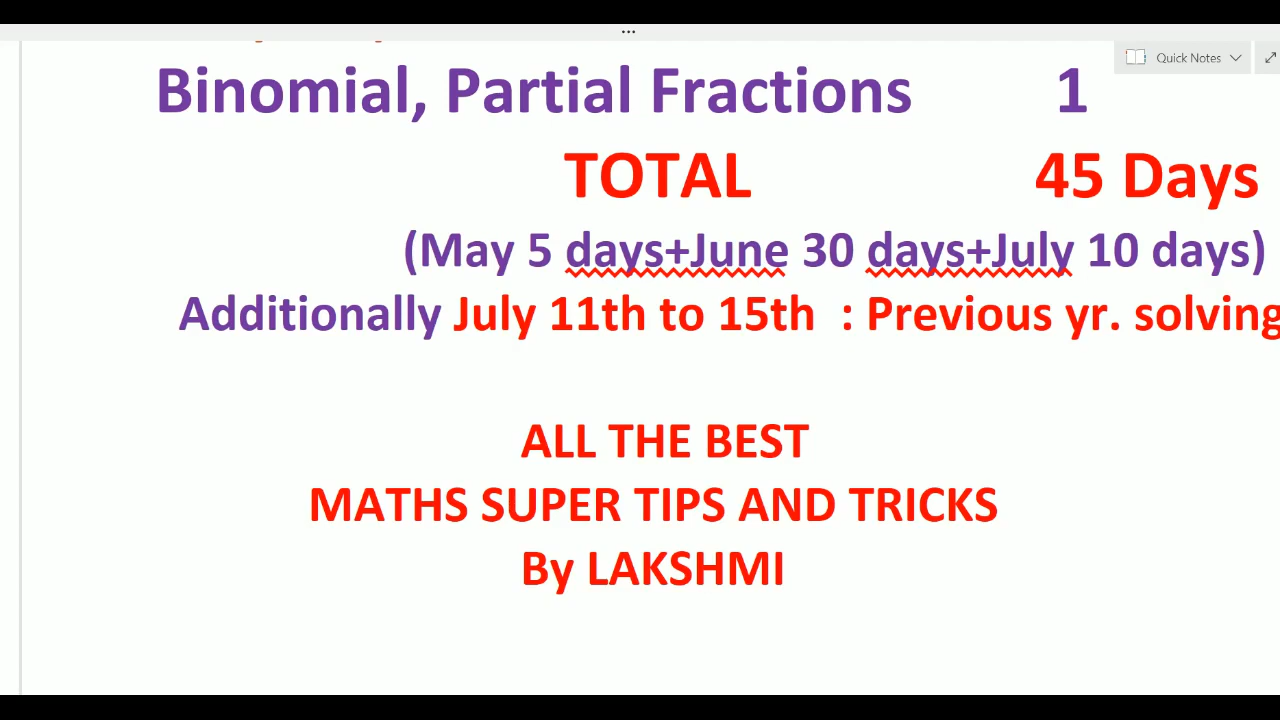 Quick Notes
Binomial, Partial Fractions 1
TOTAL 45 Days
(May 5 days+June 30 days+July 10 days)
Additionally July 11th to 15th : Previous yr. solving
ALL THE BEST
MATHS SUPER TIPS AND TRICKS
By LAKSHMI